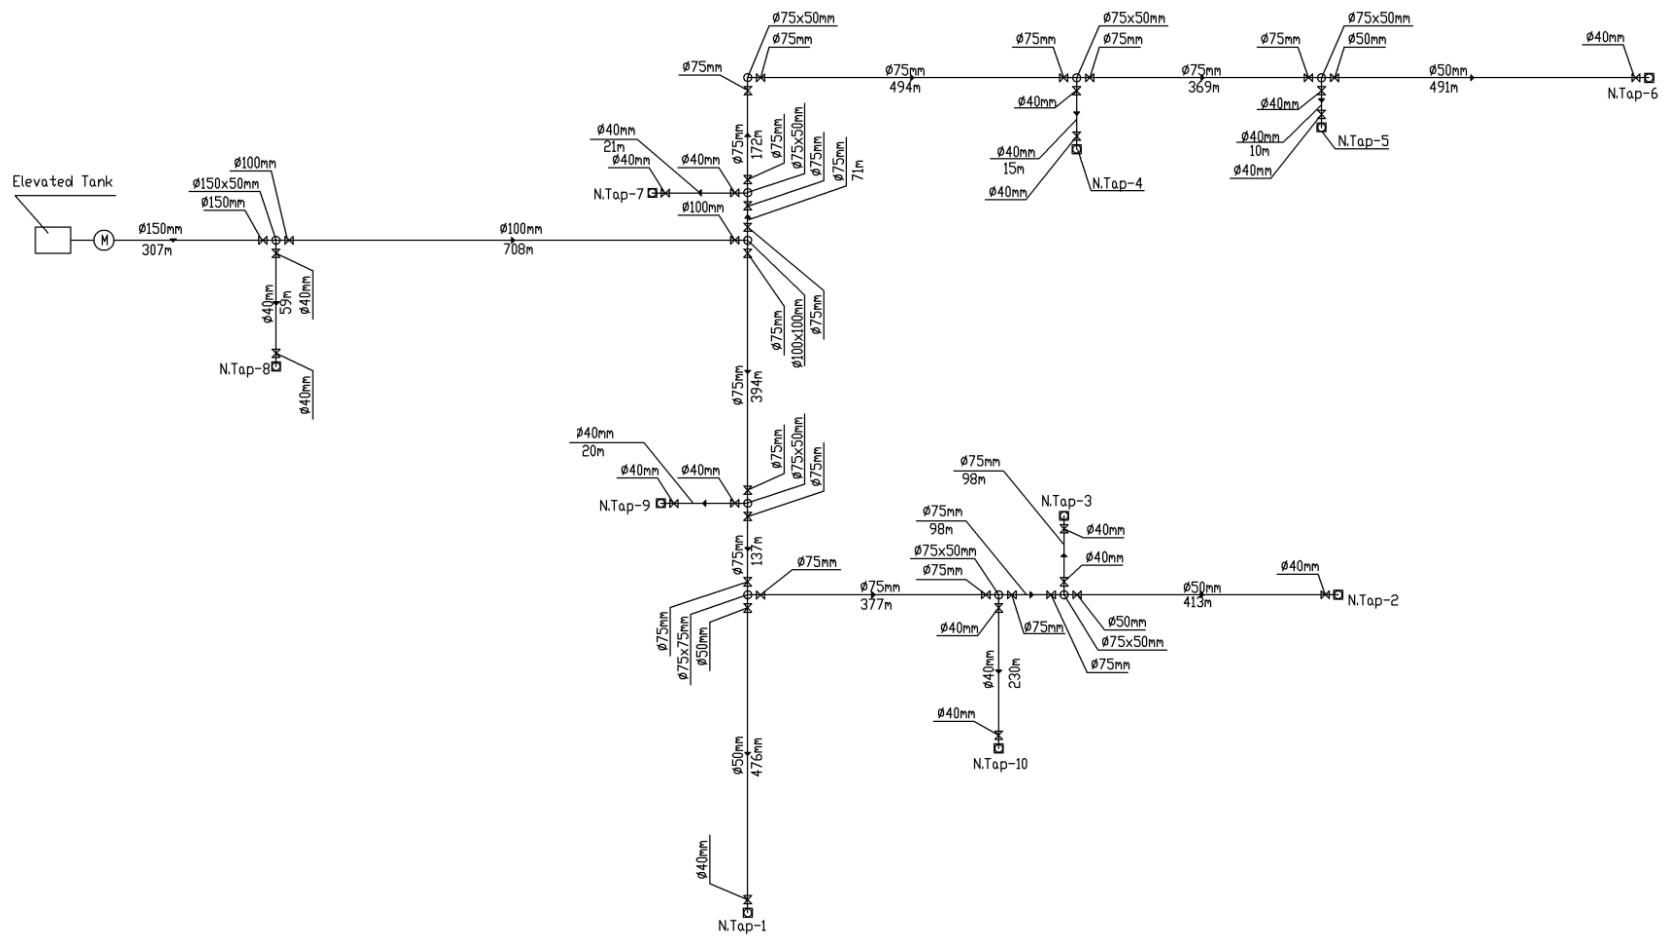 Ø75x50mm
Ø75mm
Ø75mm
Ø75mm
494m
Ø75mm
Ø75x50mm
Ø75mm
Ø75mm
369m
Ø75mm
Ø75x50mm
Ø50mm
Ø50mm
491m
Ø40mm
N.Tap-6
Ø40mm
Ø40mm
15m
Ø40mm
N.Tap-4
Ø40mm
Ø40mm
10m
Ø40mm
N.Tap-5
Ø75mm
172m
Ø75mm
Ø75x50mm
Ø75mm
Ø75mm
71m
Ø40mm
21m
Ø40mm
Ø40mm
N.Tap-7
Ø100mm
Elevated Tank
M
Ø150mm
307m
Ø100mm
Ø150x50mm
Ø150mm
Ø100mm
708m
Ø40mm
59m
Ø40mm
N.Tap-8
Ø40mm
Ø75mm
Ø100x100mm
Ø75mm
Ø75mm
394m
Ø75mm
Ø75x50mm
Ø75mm
Ø40mm
20m
Ø40mm
Ø40mm
N.Tap-9
Ø75mm
137m
Ø75mm
Ø75mm
Ø75x75mm
Ø50mm
Ø75mm
377m
Ø75mm
98m
Ø75x50mm
Ø75mm
Ø75mm
98m
N.Tap-3
Ø40mm
Ø40mm
Ø50mm
413m
Ø40mm
N.Tap-2
Ø40mm
Ø75mm
Ø50mm
Ø75x50mm
Ø75mm
Ø40mm
230m
Ø40mm
N.Tap-10
Ø50mm
476mm
Ø40mm
N.Tap-1